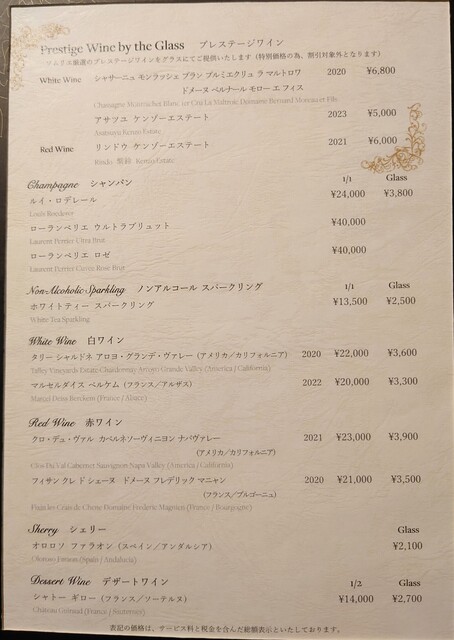 Prestige Wine by the Glass プレステージワイン
ソムリエ厳選のプレステージワインをグラスにてご提供いたします（特別価格の為、割引対象外となります）
White Wine シャサーニュ モンラッシェ ブラン プルミエクリュ ラ マルトロワ 2020 ¥6,800
ドメーヌ ベルナール モロー エ フィス
Chassagne Montrachet Blanc 1er Cru La Maltroie Domaine Bernard Moreau et Fils
アサツユ ケンゾーエステート 2023 ¥5,000
Asatsuyu Kenzo Estate
Red Wine リンドウ ケンゾーエステート 2021 ¥6,000
Rindo 紫鈴 Kenzo Estate
Champagne シャンパン 1/1 Glass
ルイ・ロデレール ¥24,000 ¥3,800
Louis Roederer
ローランペリエ ウルトラブリュット ¥40,000
Laurent Perrier Ultra Brut
ローランペリエ ロゼ ¥40,000
Laurent Perrier Cuvee Rose Brut
Non-Alcoholic Sparkling ノンアルコール スパークリング 1/1 Glass
ホワイトティー スパークリング ¥13,500 ¥2,500
White Tea Sparkling
White Wine 白ワイン
タリー シャルドネ アロヨ・グランデ・ヴァレー（アメリカ／カリフォルニア） 2020 ¥22,000 ¥3,600
Talley Vineyards Estate Chardonnay Arroyo Grande Valley (America / California)
マルセルダイス ベルケム（フランス／アルザス） 2022 ¥20,000 ¥3,300
Marcel Deiss Berckem (France / Alsace)
Red Wine 赤ワイン
クロ・デュ・ヴァル カベルネソーヴィニヨン ナパヴァレー 2021 ¥23,000 ¥3,900
（アメリカ／カリフォルニア）
Clos Du Val Cabernet Sauvignon Napa Valley (America / California)
フィサン クレ ド シェーヌ ドメーヌ フレデリック マニャン 2020 ¥21,000 ¥3,500
（フランス／ブルゴーニュ）
Fixin les Crais de Chene Domaine Frederic Magnien (France / Bourgogne)
Sherry シェリー Glass
オロロソ ファラオン（スペイン／アンダルシア） ¥2,100
Oloroso Faraon (Spain / Andalucia)
Dessert Wine デザートワイン 1/2 Glass
シャトー ギロー（フランス／ソーテルヌ） ¥14,000 ¥2,700
Château Guiraud (France / Sauternes)
表記の価格は、サービス料と税金を含んだ総額表示といたしております。